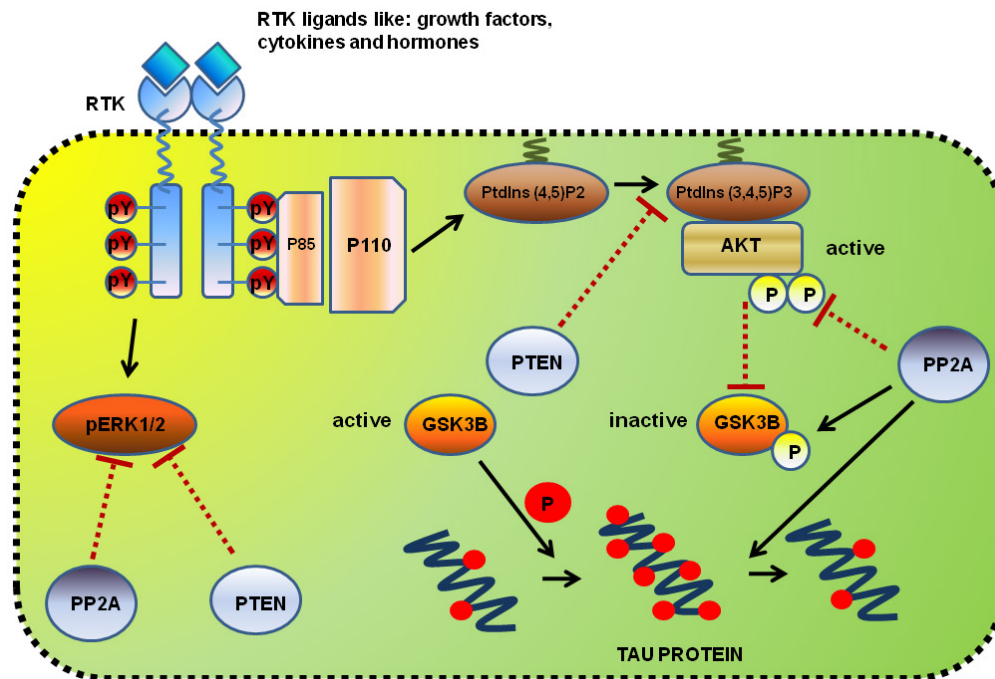 RTK ligands like: growth factors,
cytokines and hormones
RTK
PtdIns (4,5)P2
PtdIns (3,4,5)P3
pY
pY
P85
P110
AKT
active
pY
pY
P
P
pY
pY
PTEN
PP2A
pERK1/2
active
GSK3B
inactive
GSK3B
P
P
PP2A
PTEN
TAU PROTEIN